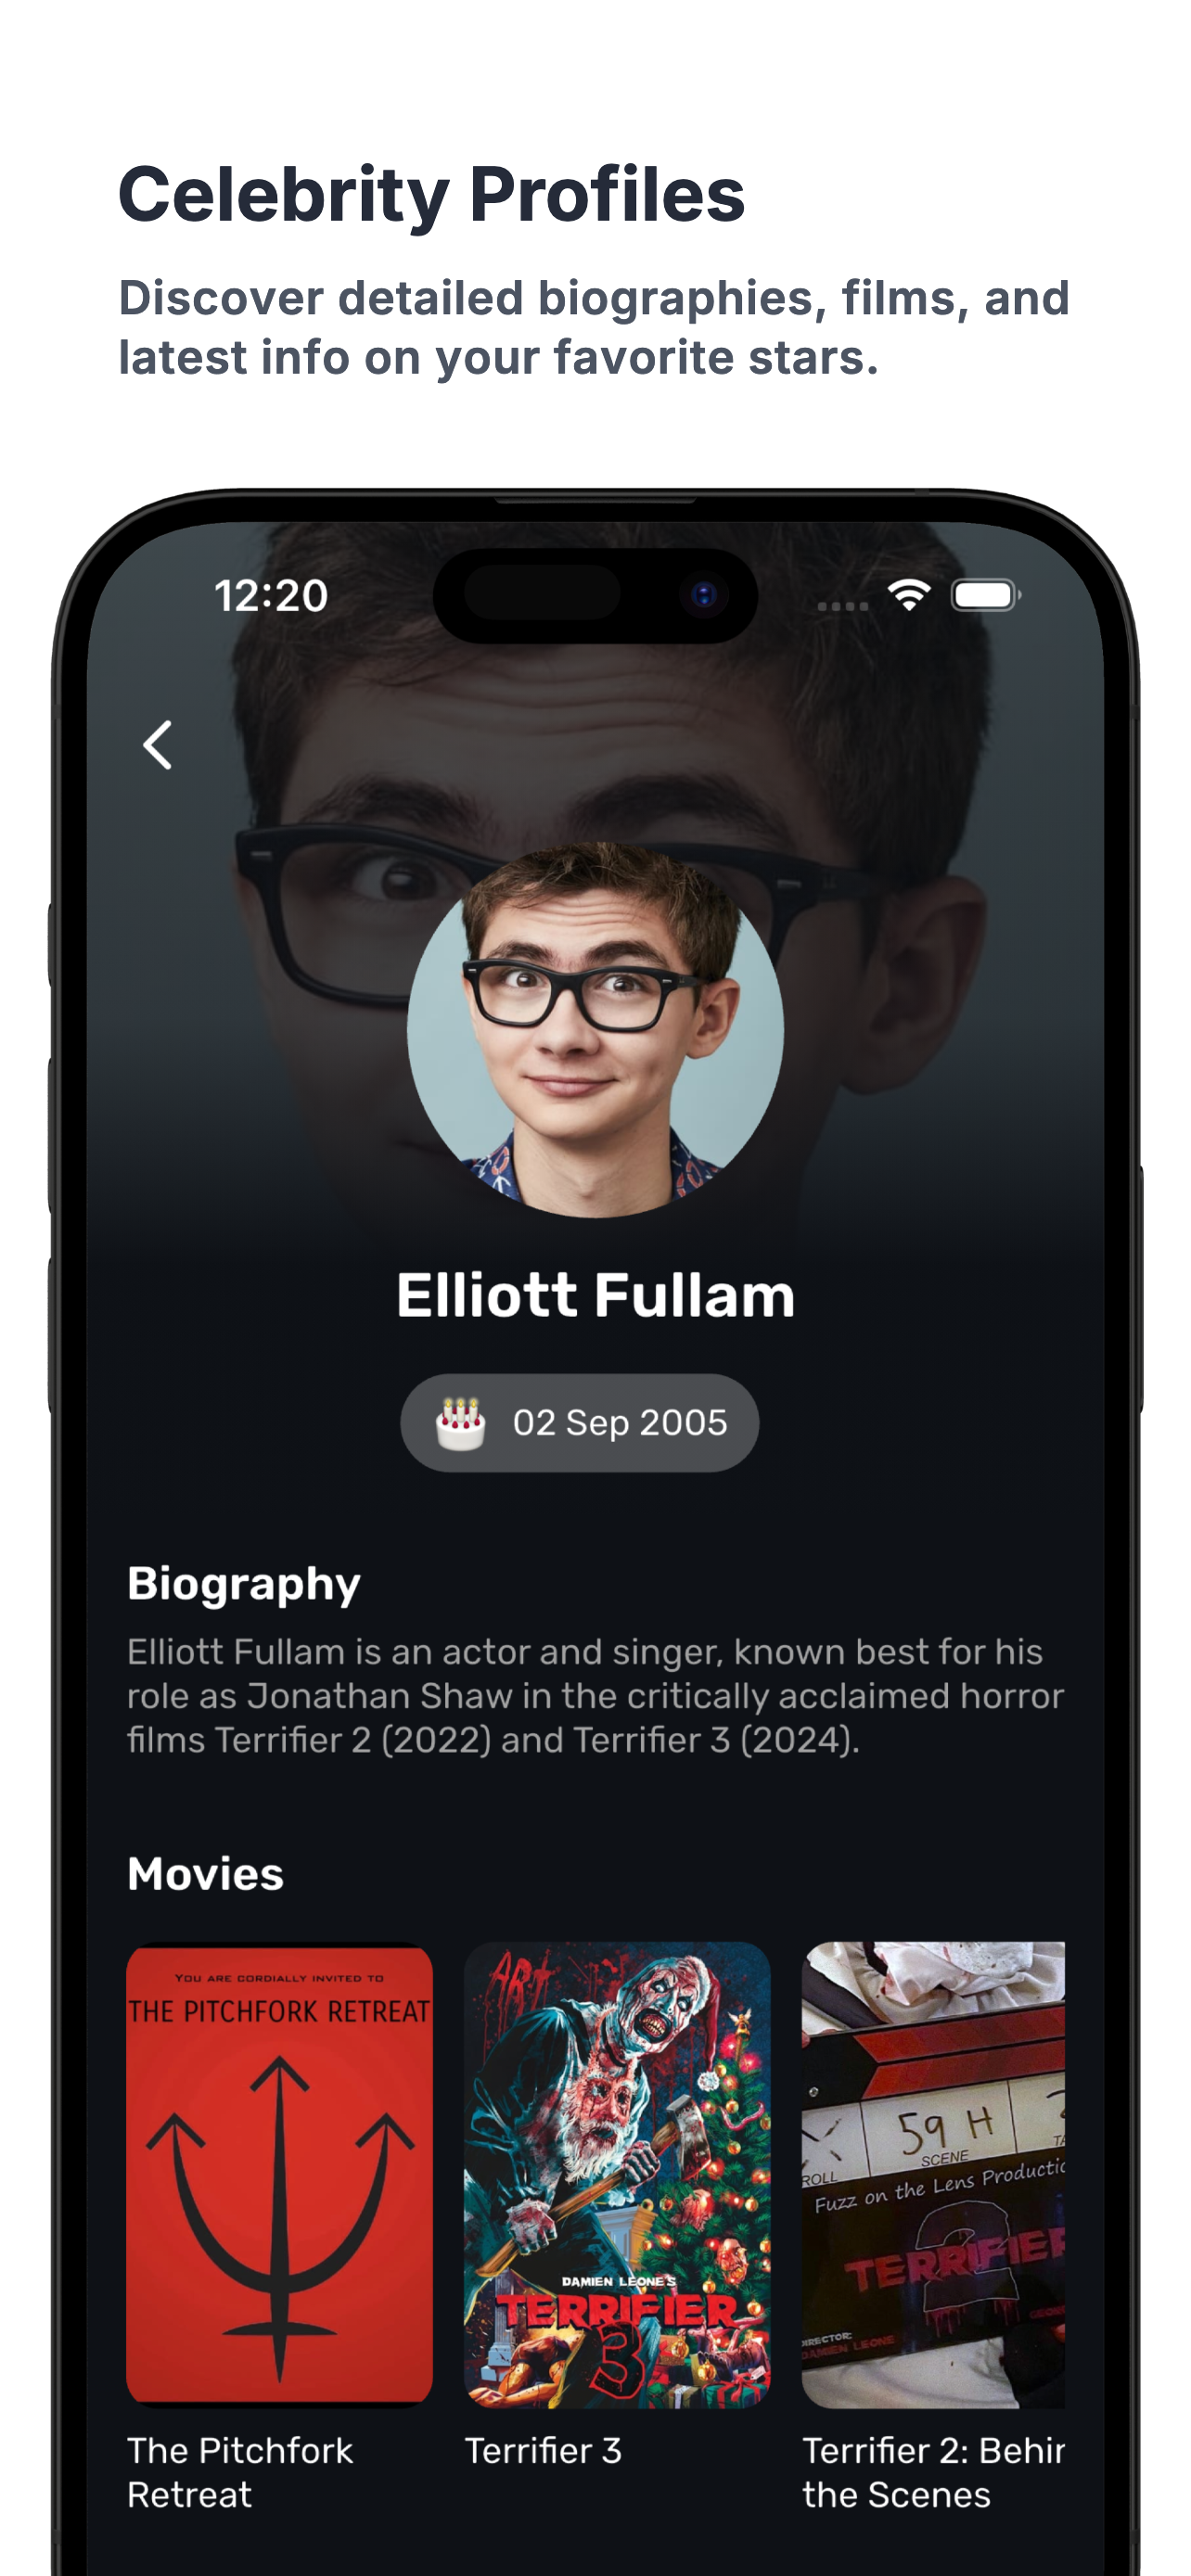 Celebrity Profiles
Discover detailed biographies, films, and
latest info on your favorite stars.
12:20
Elliott Fullam
02 Sep 2005
Biography
Elliott Fullam is an actor and singer, known best for his
role as Jonathan Shaw in the critically acclaimed horror
films Terrifier 2 (2022) and Terrifier 3 (2024).
Movies
YOU ARE CORDIALLY INVITED TO
THE PITCHFORK RETREAT
ART
DAMIEN LEONE'S
TERRIFIER
3
59 H
SCENE
ROLL
Fuzz on the Lens Productio
TERRIFIER
2
DIRECTOR:
DAMIEN LEONE
The Pitchfork
Retreat
Terrifier 3
Terrifier 2: Behin
the Scenes